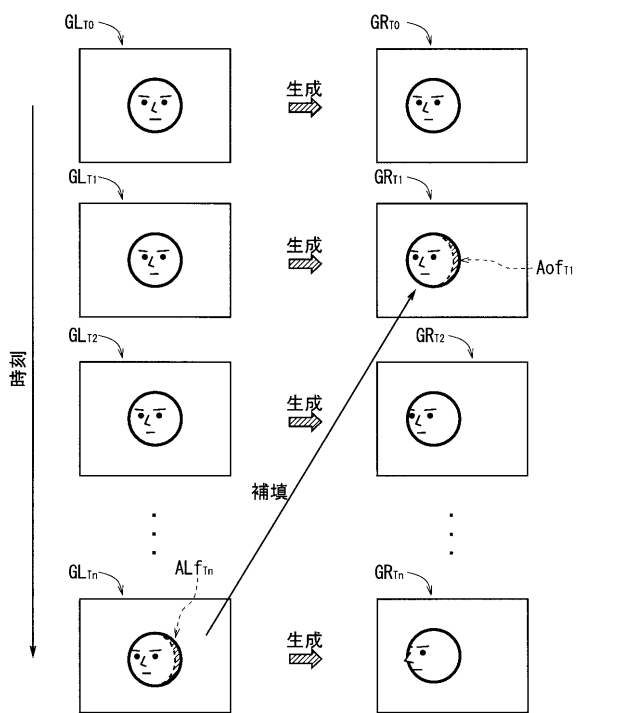 GLT0
GRT0
生成
GLT1
GRT1
生成
AofT1
GLT2
GRT2
時刻
生成
補填
GLTn
ALfTn
GRTn
生成